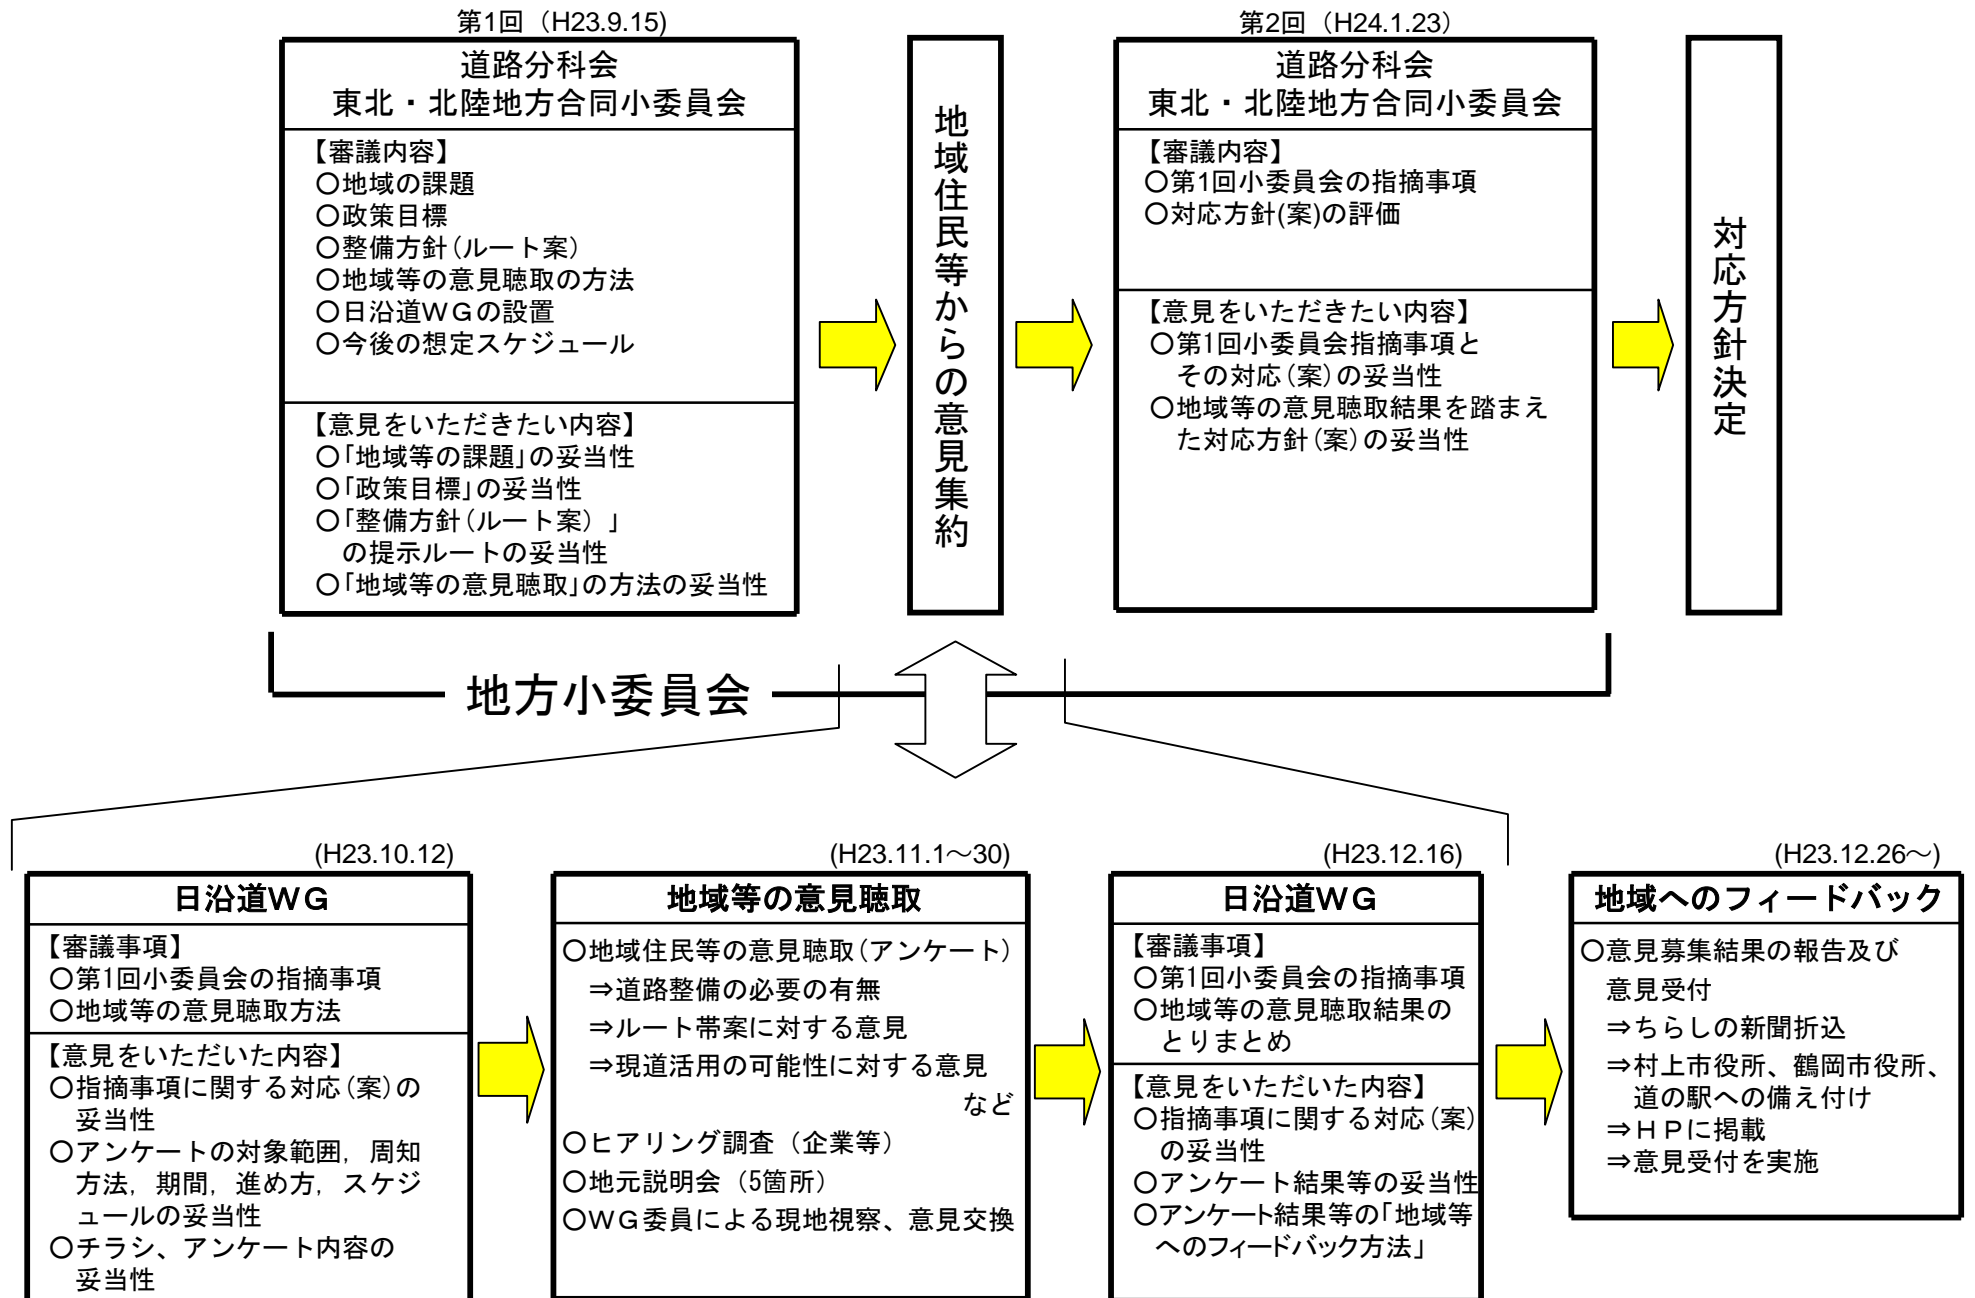 第1回（H23.9.15)
道路分科会
東北・北陸地方合同小委員会
【審議内容】
○地域の課題
○政策目標
○整備方針（ルート案）
○地域等の意見聴取の方法
○日沿道ＷＧの設置
○今後の想定スケジュール
【意見をいただきたい内容】
○「地域等の課題」の妥当性
○「政策目標」の妥当性
○「整備方針（ルート案）」
の提示ルートの妥当性
○「地域等の意見聴取」の方法の妥当性
地域住民等からの意見集約
第2回（H24.1.23）
道路分科会
東北・北陸地方合同小委員会
【審議内容】
○第1回小委員会の指摘事項
○対応方針(案)の評価
【意見をいただきたい内容】
○第1回小委員会指摘事項と
その対応（案）の妥当性
○地域等の意見聴取結果を踏まえ
た対応方針（案）の妥当性
対応方針決定
地方小委員会
(H23.10.12)
日沿道ＷＧ
【審議事項】
○第1回小委員会の指摘事項
○地域等の意見聴取方法
【意見をいただいた内容】
○指摘事項に関する対応（案）の
妥当性
○アンケートの対象範囲，周知
方法，期間，進め方，スケジ
ュールの妥当性
○チラシ、アンケート内容の
妥当性
(H23.11.1～30)
地域等の意見聴取
○地域住民等の意見聴取（アンケート）
⇒道路整備の必要の有無
⇒ルート帯案に対する意見
⇒現道活用の可能性に対する意見
など
○ヒアリング調査（企業等）
○地元説明会（5箇所）
○ＷＧ委員による現地視察、意見交換
(H23.12.16)
日沿道ＷＧ
【審議事項】
○第1回小委員会の指摘事項
○地域等の意見聴取結果の
とりまとめ
【意見をいただいた内容】
○指摘事項に関する対応（案）
の妥当性
○アンケート結果等の妥当性
○アンケート結果等の「地域等
へのフィードバック方法」
(H23.12.26～)
地域へのフィードバック
○意見募集結果の報告及び
意見受付
⇒ちらしの新聞折込
⇒村上市役所、鶴岡市役所、
道の駅への備え付け
⇒ＨＰに掲載
⇒意見受付を実施